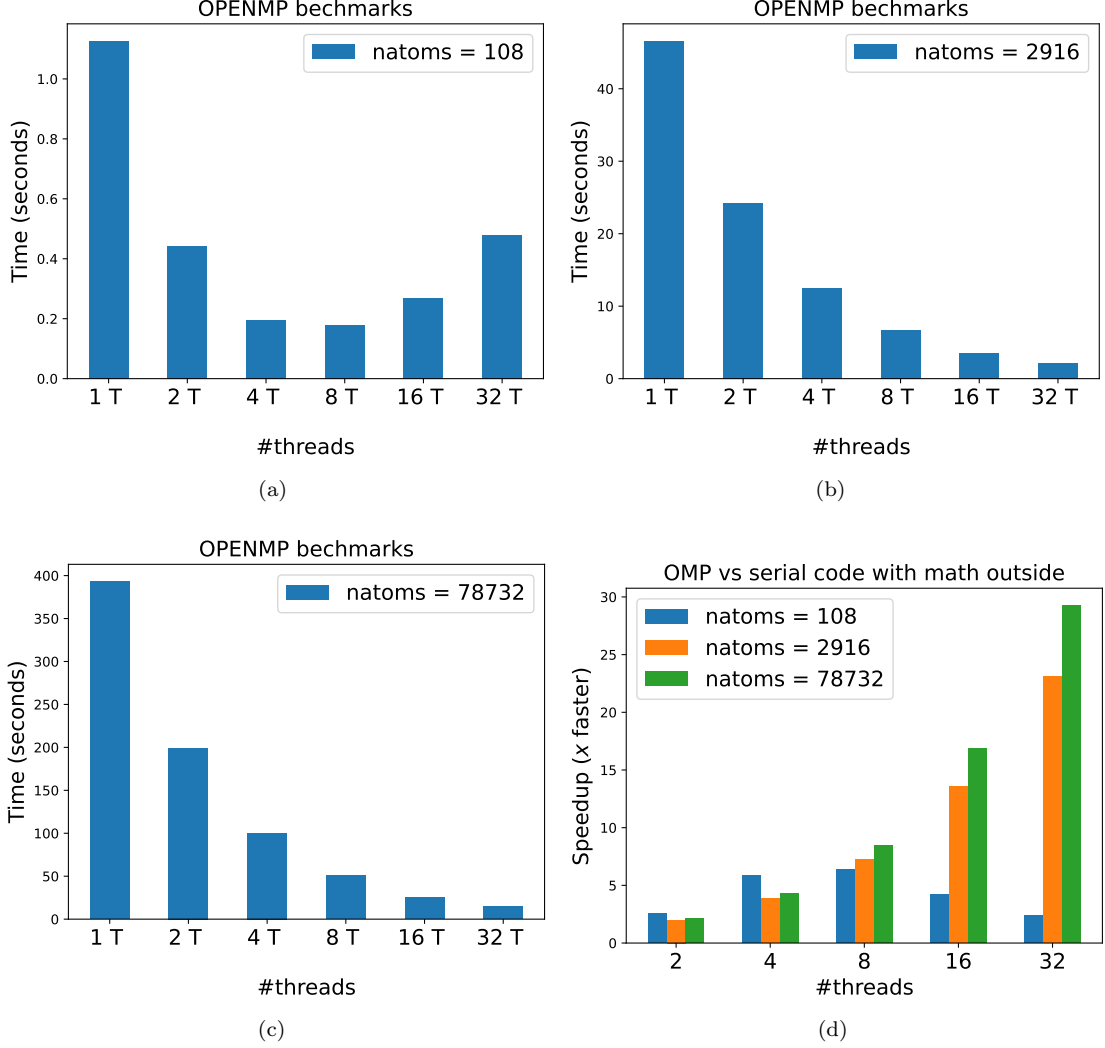 OPENMP bechmarks
natoms = 108
Time (seconds)
1.0
0.8
0.6
0.4
0.2
0.0
1 T 2 T 4 T 8 T 16 T 32 T
#threads
(a)
OPENMP bechmarks
natoms = 2916
Time (seconds)
40
30
20
10
0
1 T 2 T 4 T 8 T 16 T 32 T
#threads
(b)
OPENMP bechmarks
natoms = 78732
Time (seconds)
400
350
300
250
200
150
100
50
0
1 T 2 T 4 T 8 T 16 T 32 T
#threads
(c)
OMP vs serial code with math outside
natoms = 108
natoms = 2916
natoms = 78732
Speedup (x faster)
30
25
20
15
10
5
0
2 4 8 16 32
#threads
(d)